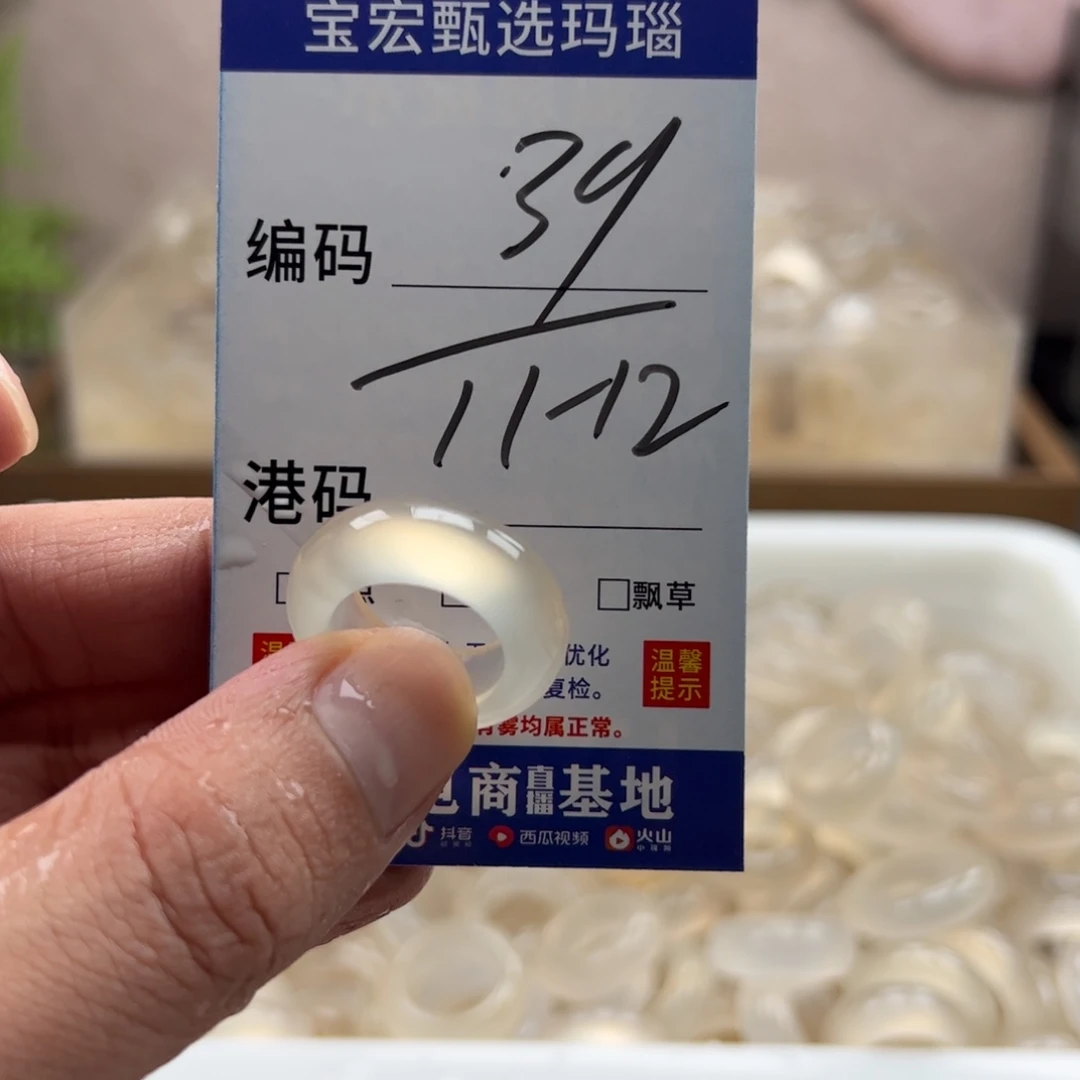 宝宏甄选玛瑙
39
编码
11-12
港码
飘草
优化
温馨
提示
复检。
有雾均属正常。
电商直播基地
抖音 西瓜视频 火山